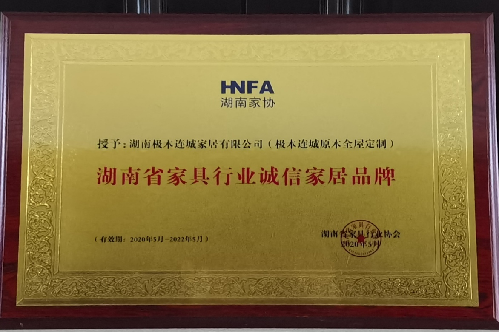 HNFA
湖南家协
授予：湖南极木连城家居有限公司（极木连城原木全屋定制）
湖南省家具行业诚信家居品牌
（有效期：2020年5月—2022年5月）
湖南省家具行业协会
2020年5月